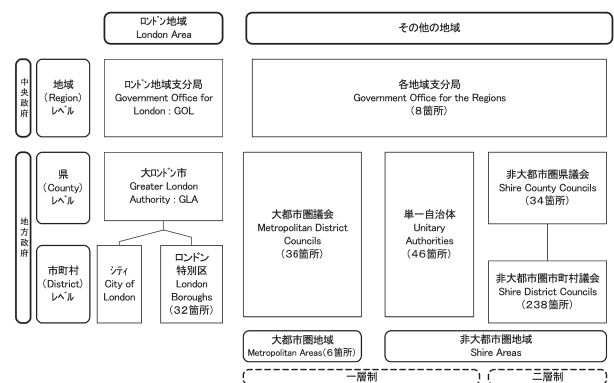 ロンドン地域
London Area
その他の地域
中央政府
地域
(Region)
レベル
ロンドン地域支分局
Government Office for
London : GOL
各地域支分局
Government Office for the Regions
(8箇所)
地方政府
県
(County)
レベル
大ロンドン市
Greater London
Authority : GLA
大都市圏議会
Metropolitan District
Councils
(36箇所)
単一自治体
Unitary
Authorities
(46箇所)
非大都市圏県議会
Shire County Councils
(34箇所)
市町村
(District)
レベル
シティ
City of
London
ロンドン
特別区
London
Boroughs
(32箇所)
非大都市圏市町村議会
Shire District Councils
(238箇所)
大都市圏地域
Metropolitan Areas(6箇所)
非大都市圏地域
Shire Areas
一層制
二層制